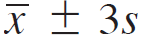 x̅ ± 3s